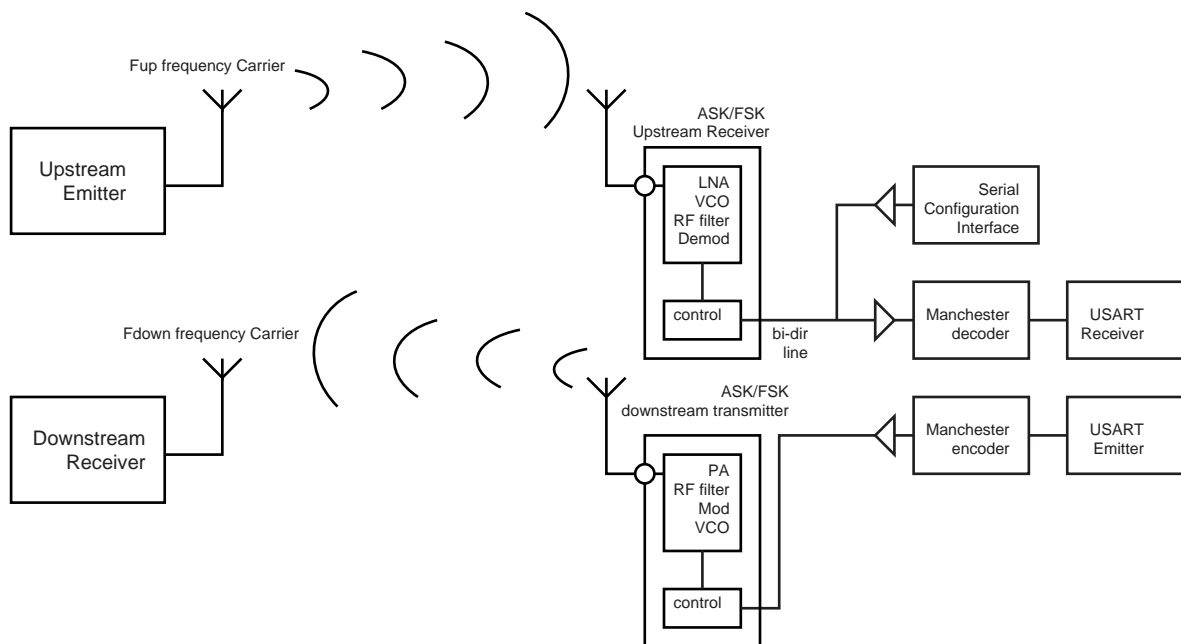 Fup frequency Carrier
Upstream
Emitter
ASK/FSK
Upstream Receiver
LNA
VCO
RF filter
Demod
control
bi-dir
line
Serial
Configuration
Interface
Manchester
decoder
USART
Receiver
Fdown frequency Carrier
Downstream
Receiver
ASK/FSK
downstream transmitter
PA
RF filter
Mod
VCO
control
Manchester
encoder
USART
Emitter